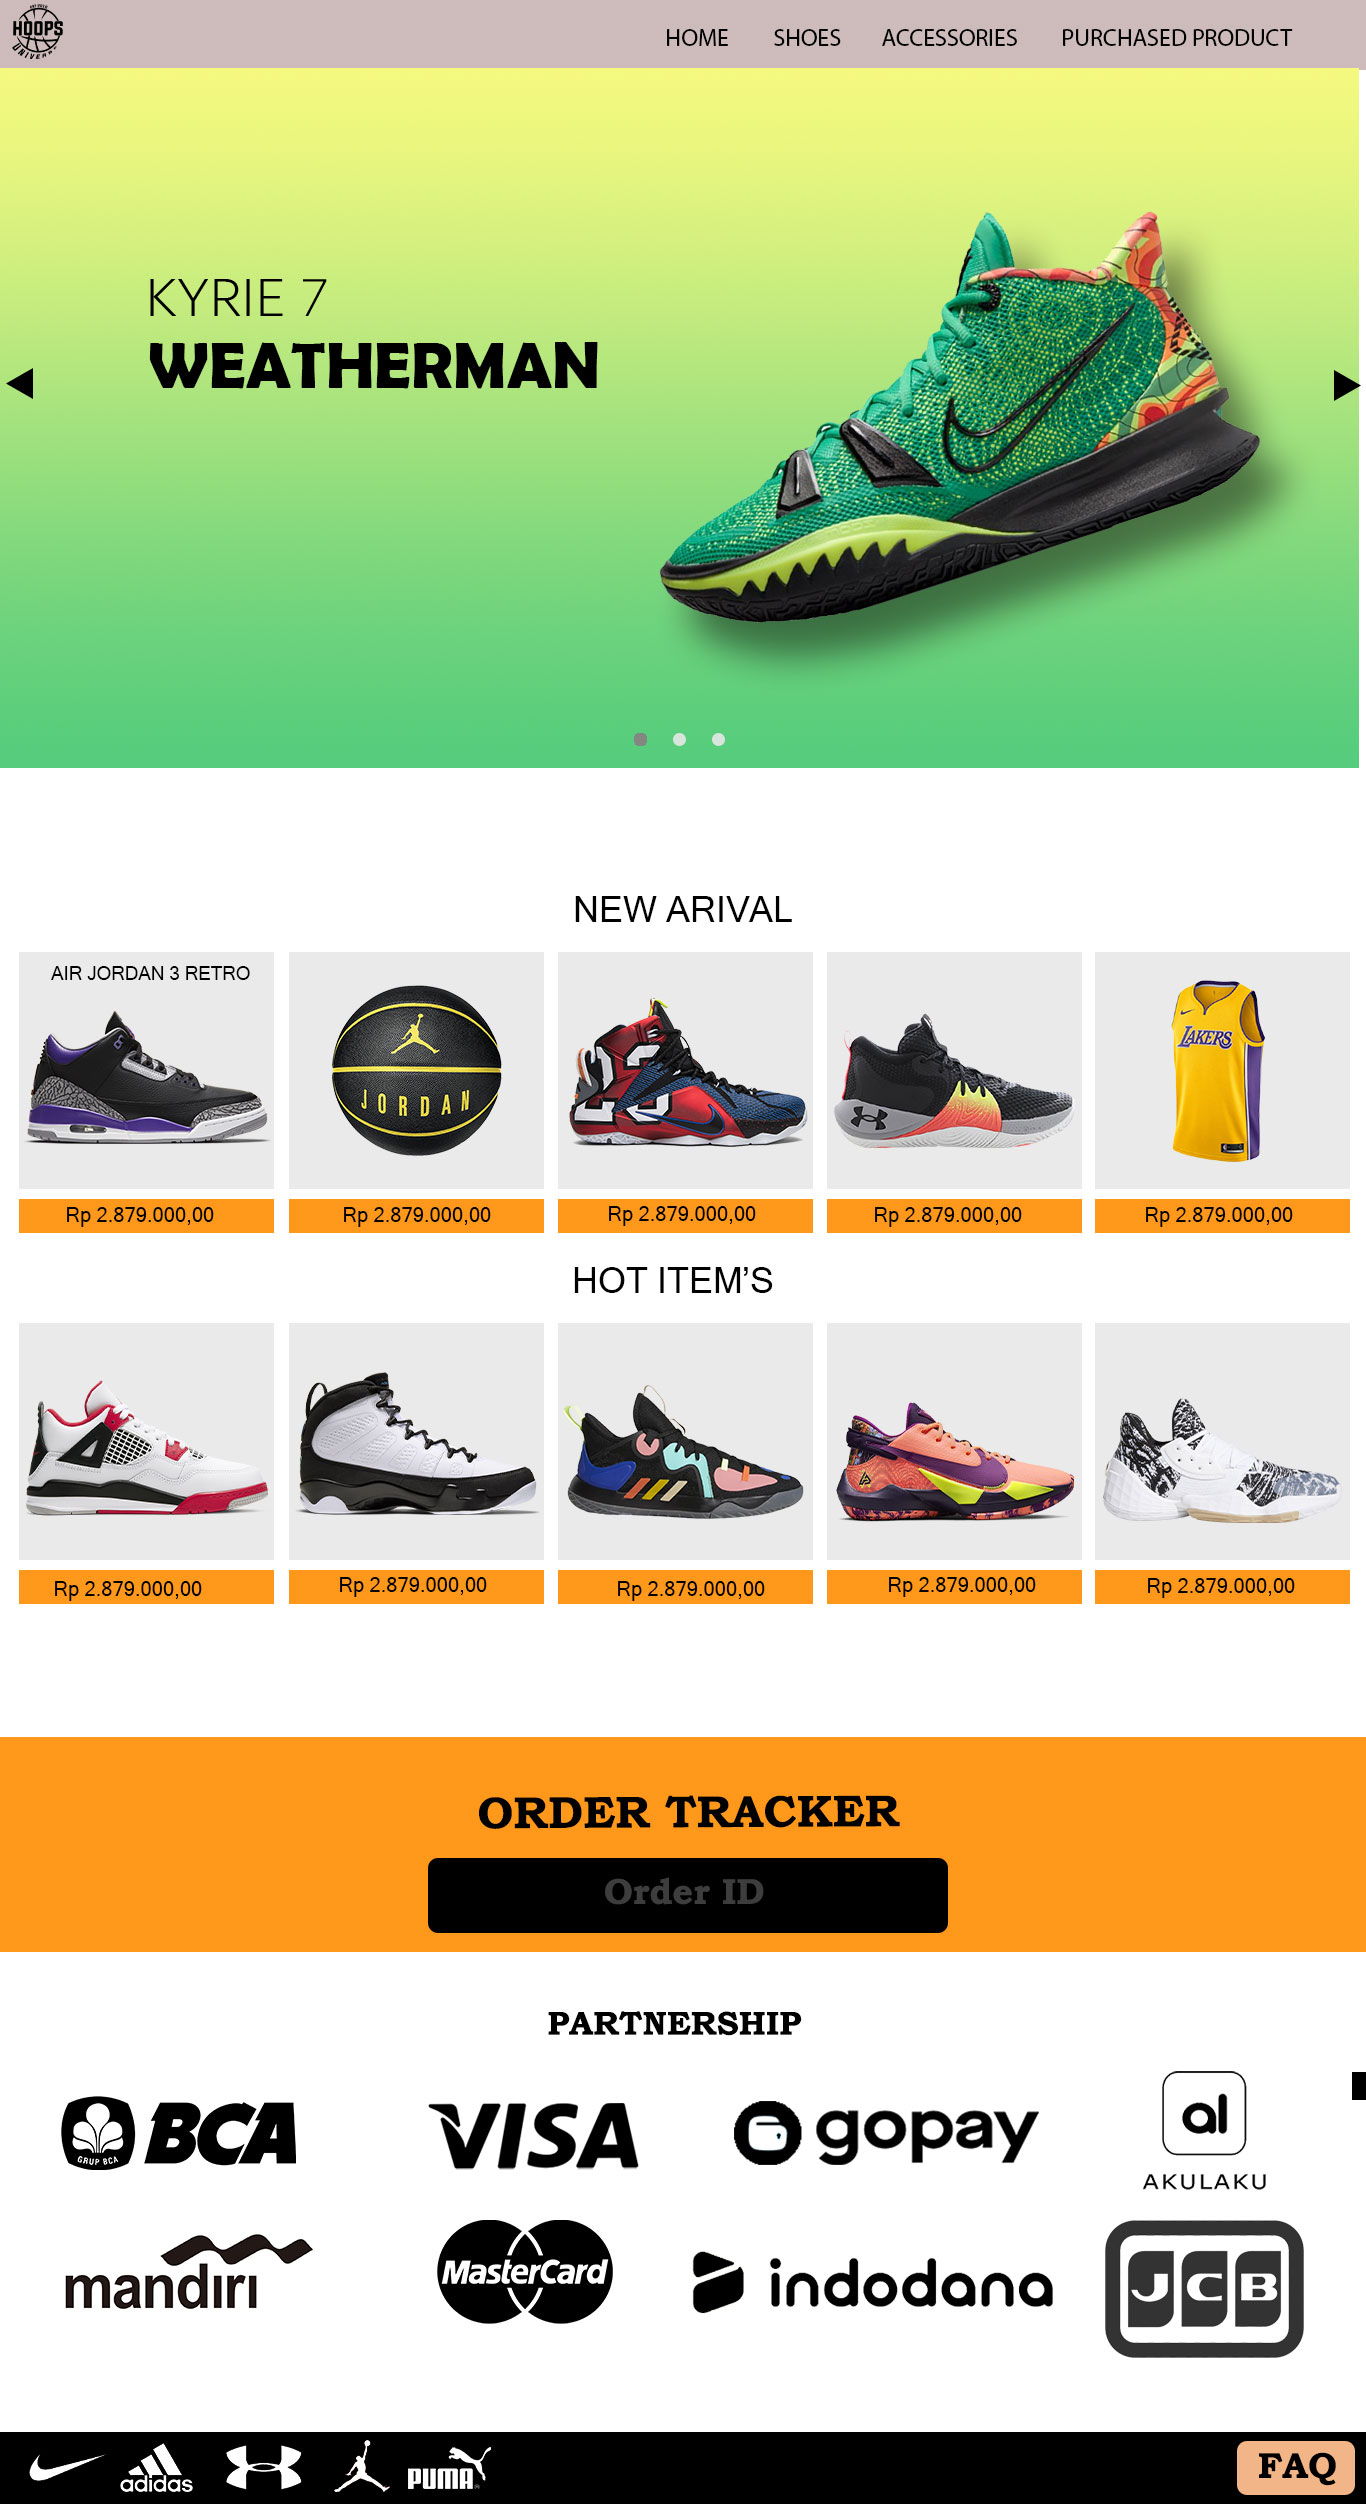 HOOPS
UNIVERSE
HOME SHOES ACCESSORIES PURCHASED PRODUCT
KYRIE 7
WEATHERMAN
NEW ARIVAL
AIR JORDAN 3 RETRO
JORDAN
LAKERS
Rp 2.879.000,00 Rp 2.879.000,00 Rp 2.879.000,00 Rp 2.879.000,00 Rp 2.879.000,00
HOT ITEM’S
Rp 2.879.000,00 Rp 2.879.000,00 Rp 2.879.000,00 Rp 2.879.000,00 Rp 2.879.000,00
ORDER TRACKER
Order ID
PARTNERSHIP
GRUP BCA
BCA VISA gopay al
AKULAKU
mandiri MasterCard indodana JCB
adidas PUMA FAQ